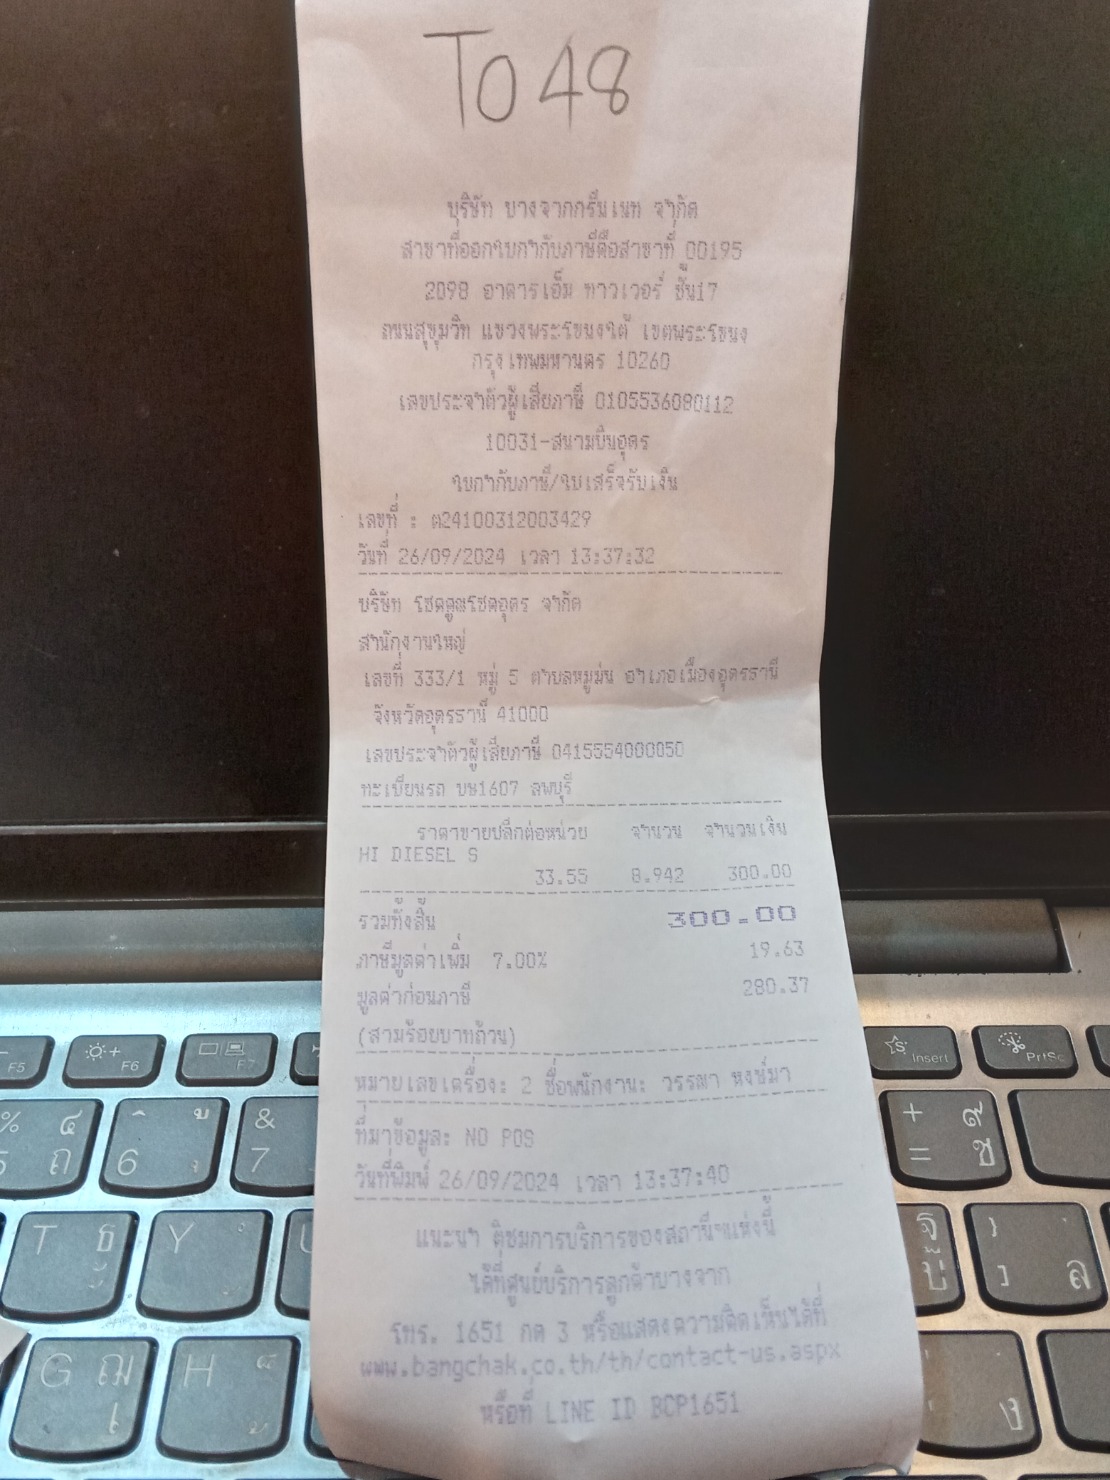 TO 48
บริษัท บางจากกรีนเนท จำกัด
สาขาที่ออกใบกำกับภาษีคือสาขาที่ 00195
2098 อาคารเอ็ม ทาวเวอร์ ชั้น17
ถนนสุขุมวิท แขวงพระโขนงใต้ เขตพระโขนง
กรุงเทพมหานคร 10260
เลขประจำตัวผู้เสียภาษี 0105536080112
10031-สนามบินอุดร
ใบกำกับภาษี/ใบเสร็จรับเงิน
เลขที่ : ต24100312003429
วันที่ 26/09/2024 เวลา 13:37:32
บริษัท โชคคูณโชคอุดร จำกัด
สำนักงานใหญ่
เลขที่ 333/1 หมู่ 5 ตำบลหมูม่น อำเภอเมืองอุดรธานี
จังหวัดอุดรธานี 41000
เลขประจำตัวผู้เสียภาษี 0415554000050
ทะเบียนรถ บษ1607 ลพบุรี
ราคาขายปลีกต่อหน่วย จำนวน จำนวนเงิน
HI DIESEL S
33.55 8.942 300.00
รวมทั้งสิ้น 300.00
ภาษีมูลค่าเพิ่ม 7.00% 19.63
มูลค่าก่อนภาษี 280.37
(สามร้อยบาทถ้วน)
หมายเลขเครื่อง: 2 ชื่อพนักงาน: วรรณา หงษ์มา
ที่มาข้อมูล: NO POS
วันที่พิมพ์ 26/09/2024 เวลา 13:37:40
แนะนำ ติชมการบริการของสถานีฯแห่งนี้
ได้ที่ศูนย์บริการลูกค้าบางจาก
โทร. 1651 กด 3 หรือแสดงความคิดเห็นได้ที่
www.bangchak.co.th/th/contact-us.aspx
หรือที่ LINE ID BCP1651
F5
F6
F7
Insert
PrtSc
% ๔
5 ถ
6
&
7
+ ๙
= ช
T ธ
Y
G ฌ
H
ฐ
บ
ล
ง